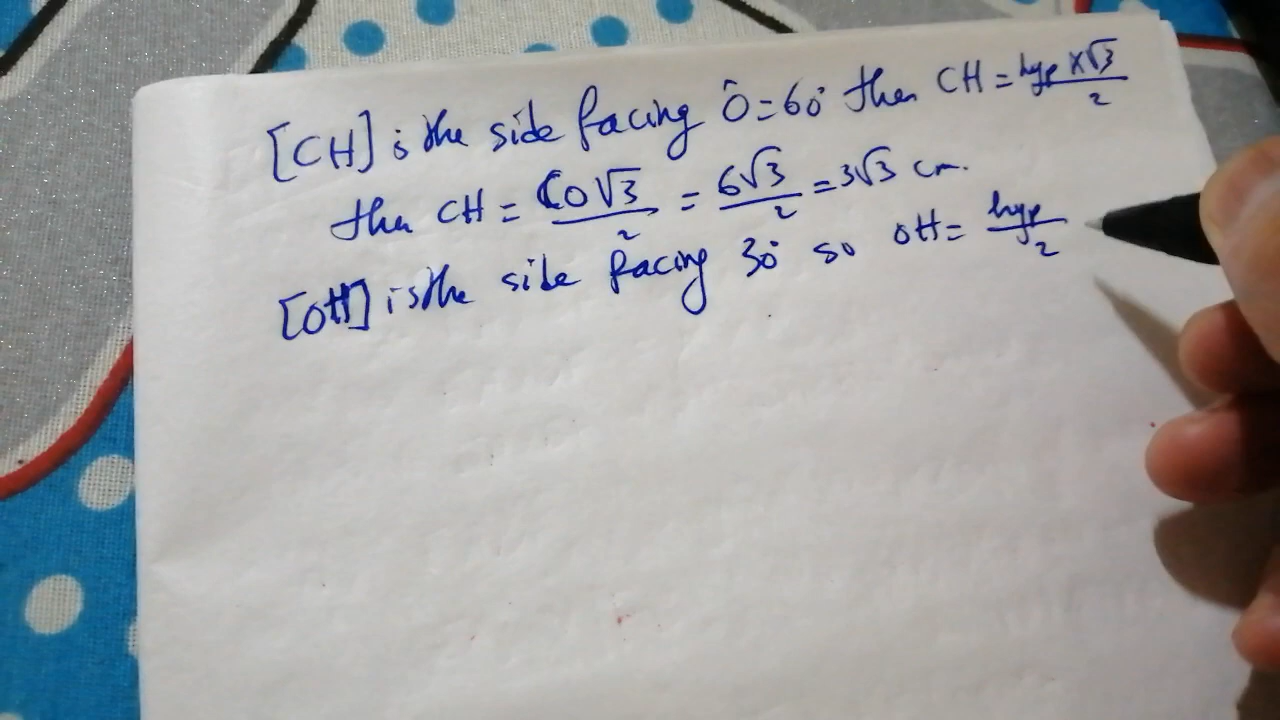 [CH] is the side facing Ô=60° then CH = hyp×√3/2
then CH = CO√3/2 = 6√3/2 = 3√3 cm.
[OH] is the side facing 30° so OH = hyp/2